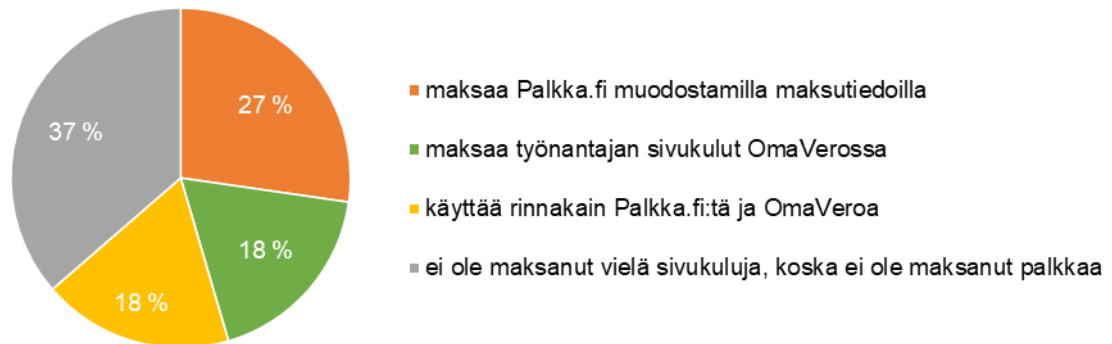 27 %
37 %
18 %
18 %
maksaa Palkka.fi muodostamilla maksutiedoilla
maksaa työnantajan sivukulut OmaVerossa
käyttää rinnakain Palkka.fi:tä ja OmaVeroa
ei ole maksanut vielä sivukuluja, koska ei ole maksanut palkkaa